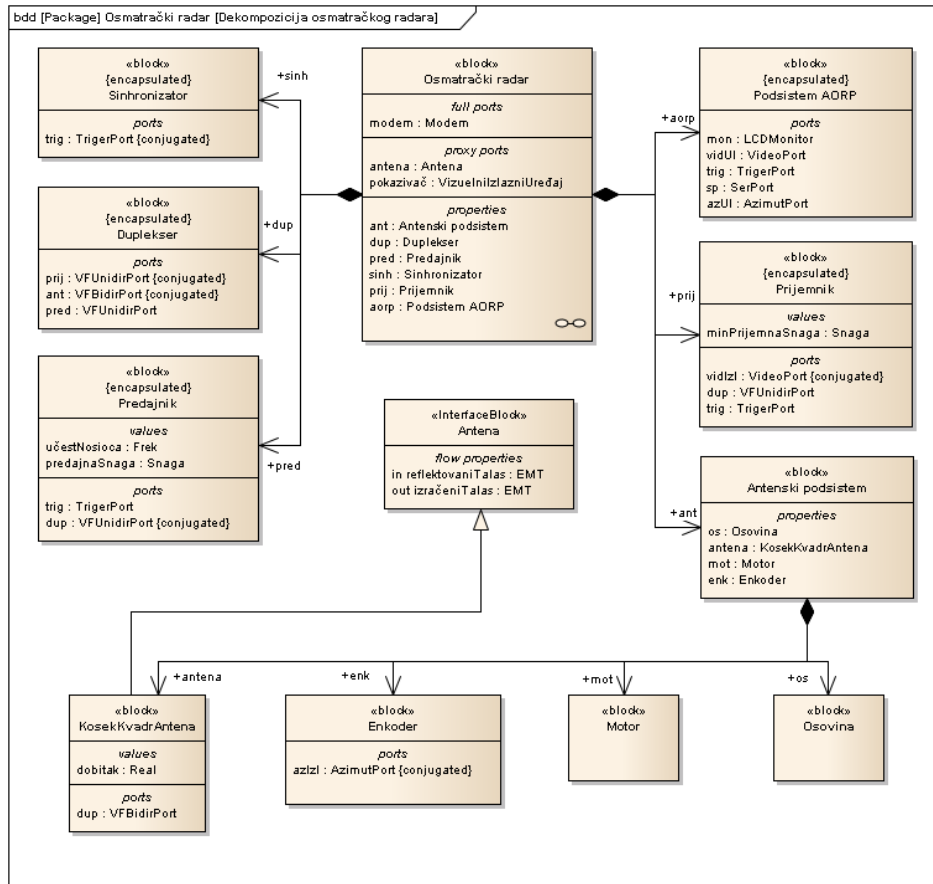 bdd [Package] Osmatrački radar [Dekompozicija osmatračkog radara]
«block»
{encapsulated}
Sinhronizator
ports
trig : TrigerPort {conjugated}
+sinh
«block»
Osmatrački radar
full ports
modem : Modem
proxy ports
antena : Antena
pokazivač : VizuelniIzlazniUređaj
properties
ant : Antenski podsistem
dup : Duplekser
pred : Predajnik
sinh : Sinhronizator
prij : Prijemnik
aorp : Podsistem AORP
+aorp
«block»
{encapsulated}
Podsistem AORP
ports
mon : LCDMonitor
vidUl : VideoPort
trig : TrigerPort
sp : SerPort
azUl : AzimutPort
«block»
{encapsulated}
Duplekser
ports
prij : VFUnidirPort {conjugated}
ant : VFBidirPort {conjugated}
pred : VFUnidirPort
+dup
+prij
«block»
{encapsulated}
Prijemnik
values
minPrijemnaSnaga : Snaga
ports
vidIzl : VideoPort {conjugated}
dup : VFUnidirPort
trig : TrigerPort
«block»
{encapsulated}
Predajnik
values
učestNosioca : Frek
predajnaSnaga : Snaga
ports
trig : TrigerPort
dup : VFUnidirPort {conjugated}
+pred
«InterfaceBlock»
Antena
flow properties
in reflektovaniTalas : EMT
out izračeniTalas : EMT
+ant
«block»
Antenski podsistem
properties
os : Osovina
antena : KosekKvadrAntena
mot : Motor
enk : Enkoder
+antena
+enk
+mot
+os
«block»
KosekKvadrAntena
values
dobitak : Real
ports
dup : VFBidirPort
«block»
Enkoder
ports
azIzl : AzimutPort {conjugated}
«block»
Motor
«block»
Osovina